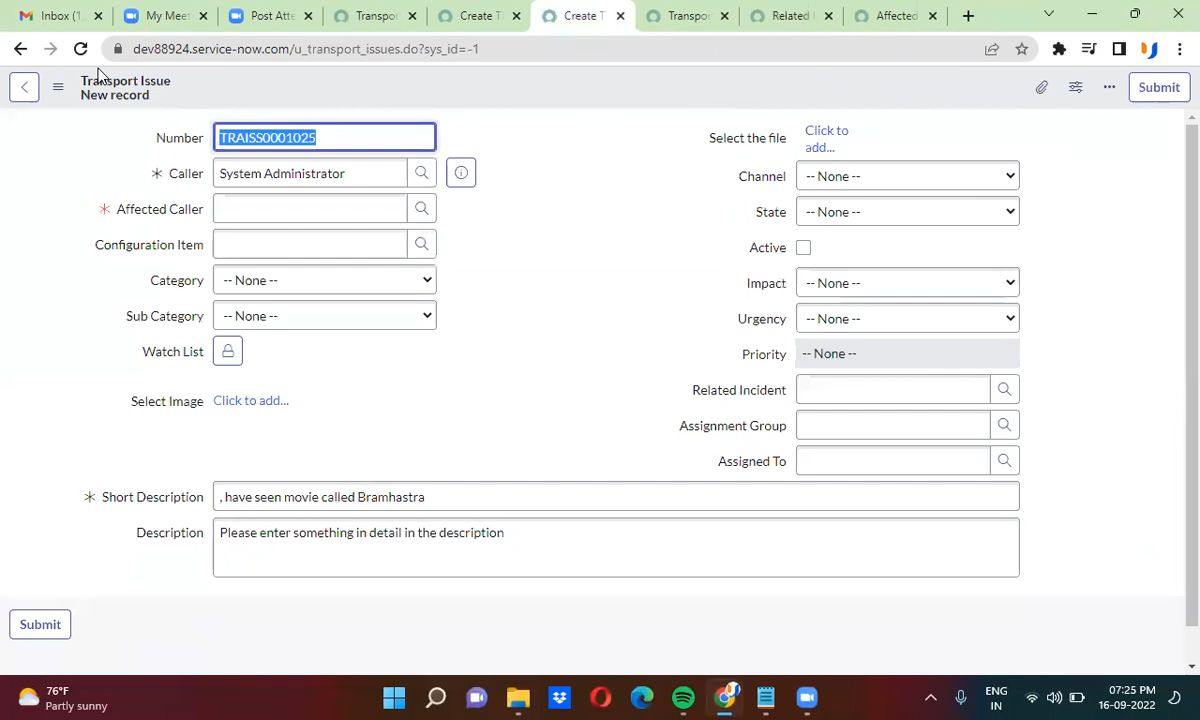 Inbox (1
My Meet
Post Atte
Transpo
Create T
Create T
Transpo
Related
Affected
dev88924.service-now.com/u_transport_issues.do?sys_id=-1
Transport Issue
New record
Submit
Number
TRAISS0001025
Caller
System Administrator
Affected Caller
Configuration Item
Category
-- None --
Sub Category
-- None --
Watch List
Select Image
Click to add...
Select the file
Click to
add...
Channel
-- None --
State
-- None --
Active
Impact
-- None --
Urgency
-- None --
Priority
-- None --
Related Incident
Assignment Group
Assigned To
Short Description
, have seen movie called Bramhastra
Description
Please enter something in detail in the description
Submit
76°F
Partly sunny
ENG
IN
07:25 PM
16-09-2022